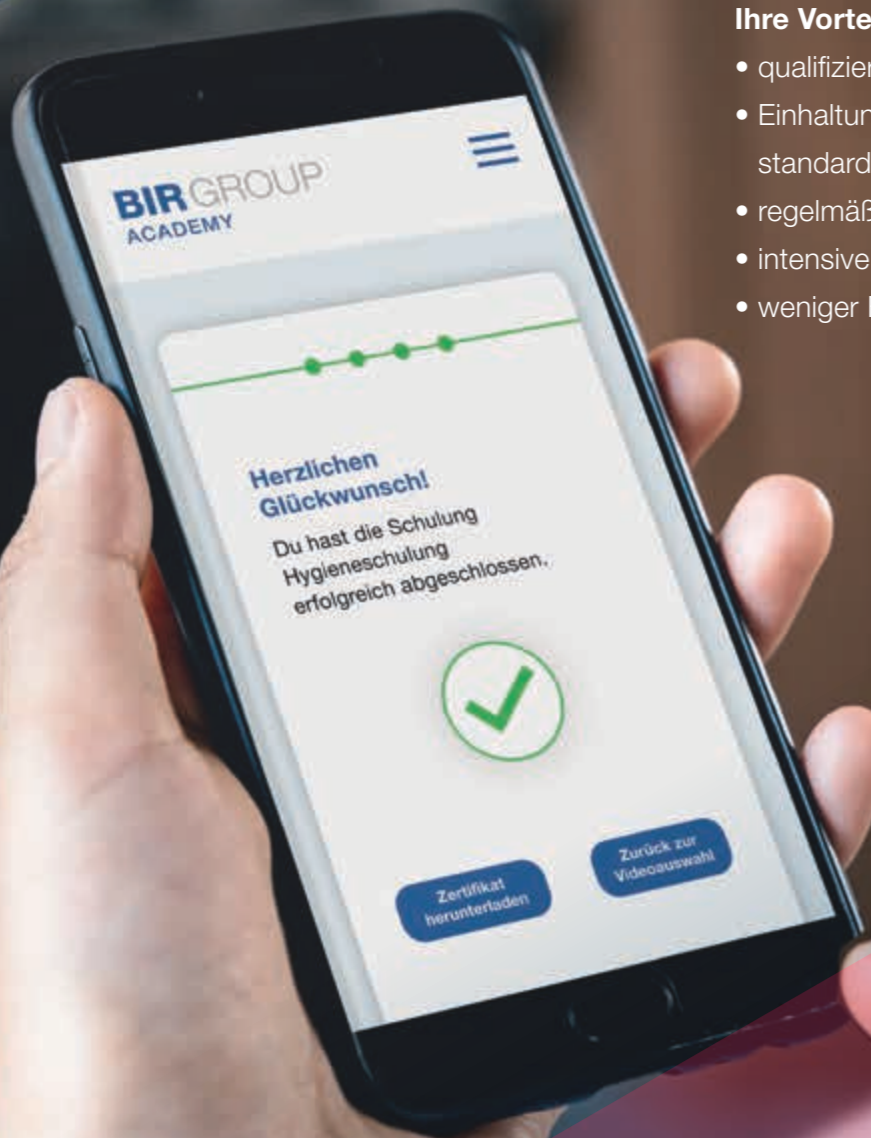 BIR GROUP
ACADEMY
Herzlichen
Glückwunsch!
Du hast die Schulung
Hygieneschulung
erfolgreich abgeschlossen.
Zertifikat
herunterladen
Zurück zur
Videoauswahl
Ihre Vorte
• qualifizier
• Einhaltun
standard
• regelmäß
• intensive
• weniger